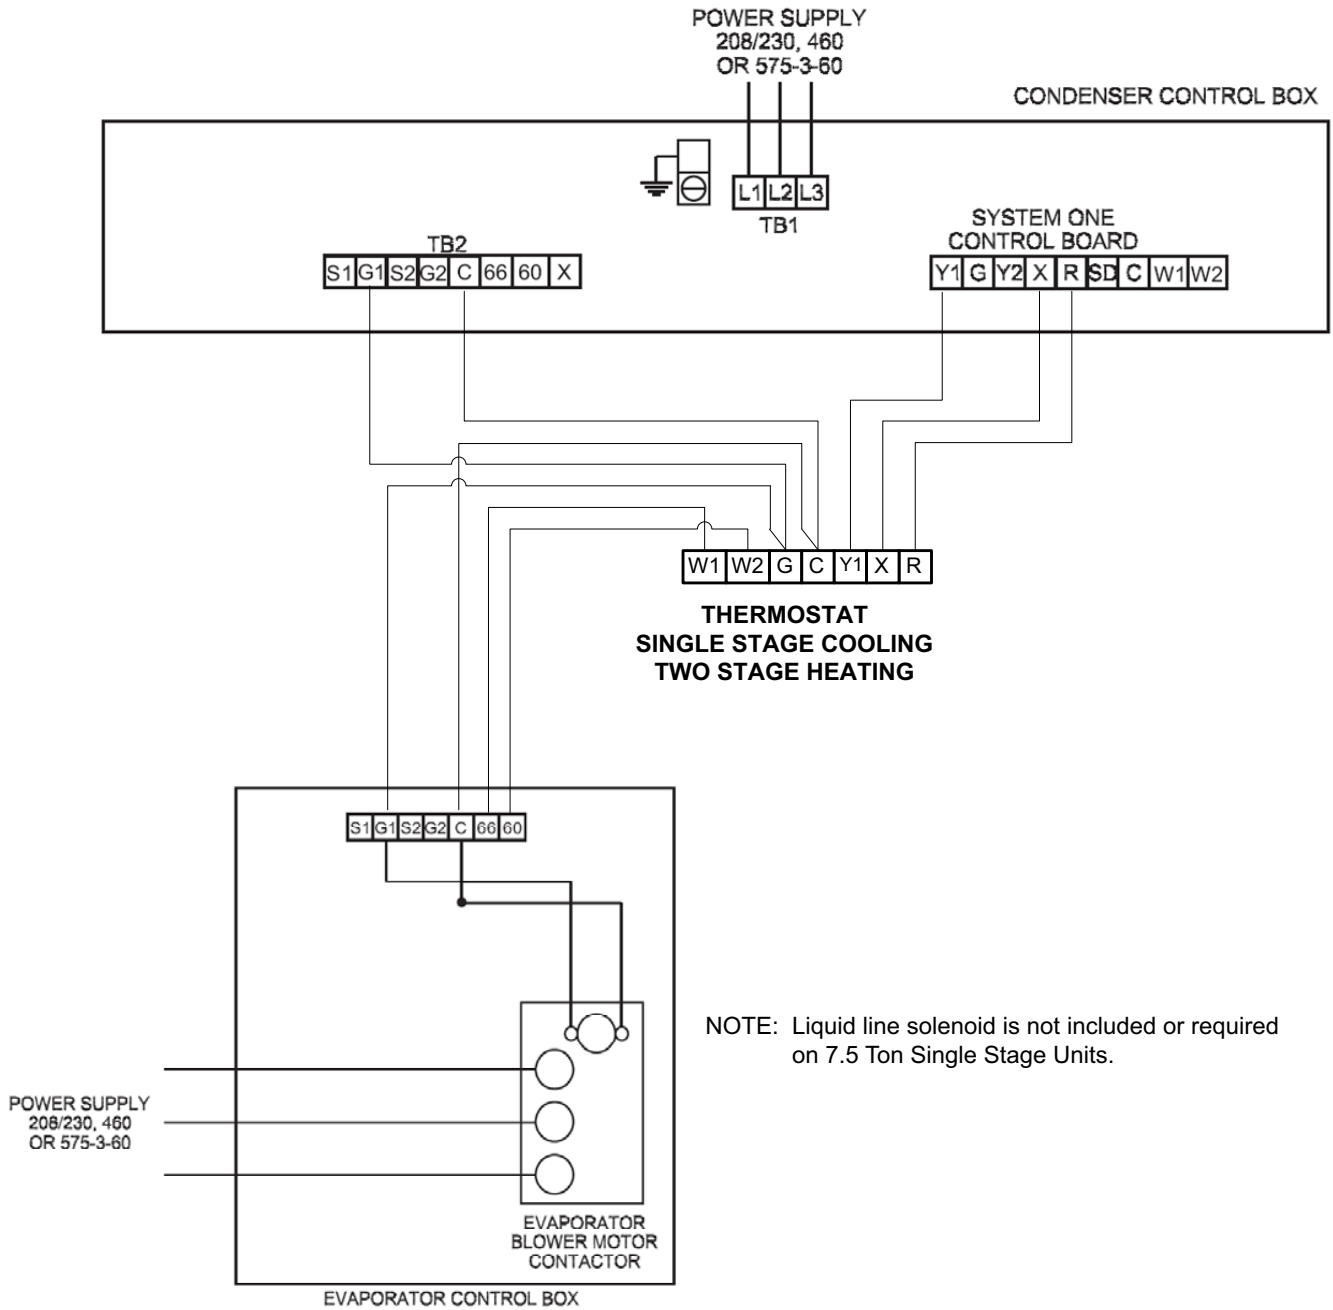 POWER SUPPLY
208/230, 460
OR 575-3-60
CONDENSER CONTROL BOX
L1 L2 L3
TB1
SYSTEM ONE
CONTROL BOARD
TB2
S1 G1 S2 G2 C 66 60 X
Y1 G Y2 X R SD C W1 W2
W1 W2 G C Y1 X R
THERMOSTAT
SINGLE STAGE COOLING
TWO STAGE HEATING
S1 G1 S2 G2 C 66 60
NOTE: Liquid line solenoid is not included or required
on 7.5 Ton Single Stage Units.
POWER SUPPLY
208/230, 460
OR 575-3-60
EVAPORATOR
BLOWER MOTOR
CONTACTOR
EVAPORATOR CONTROL BOX